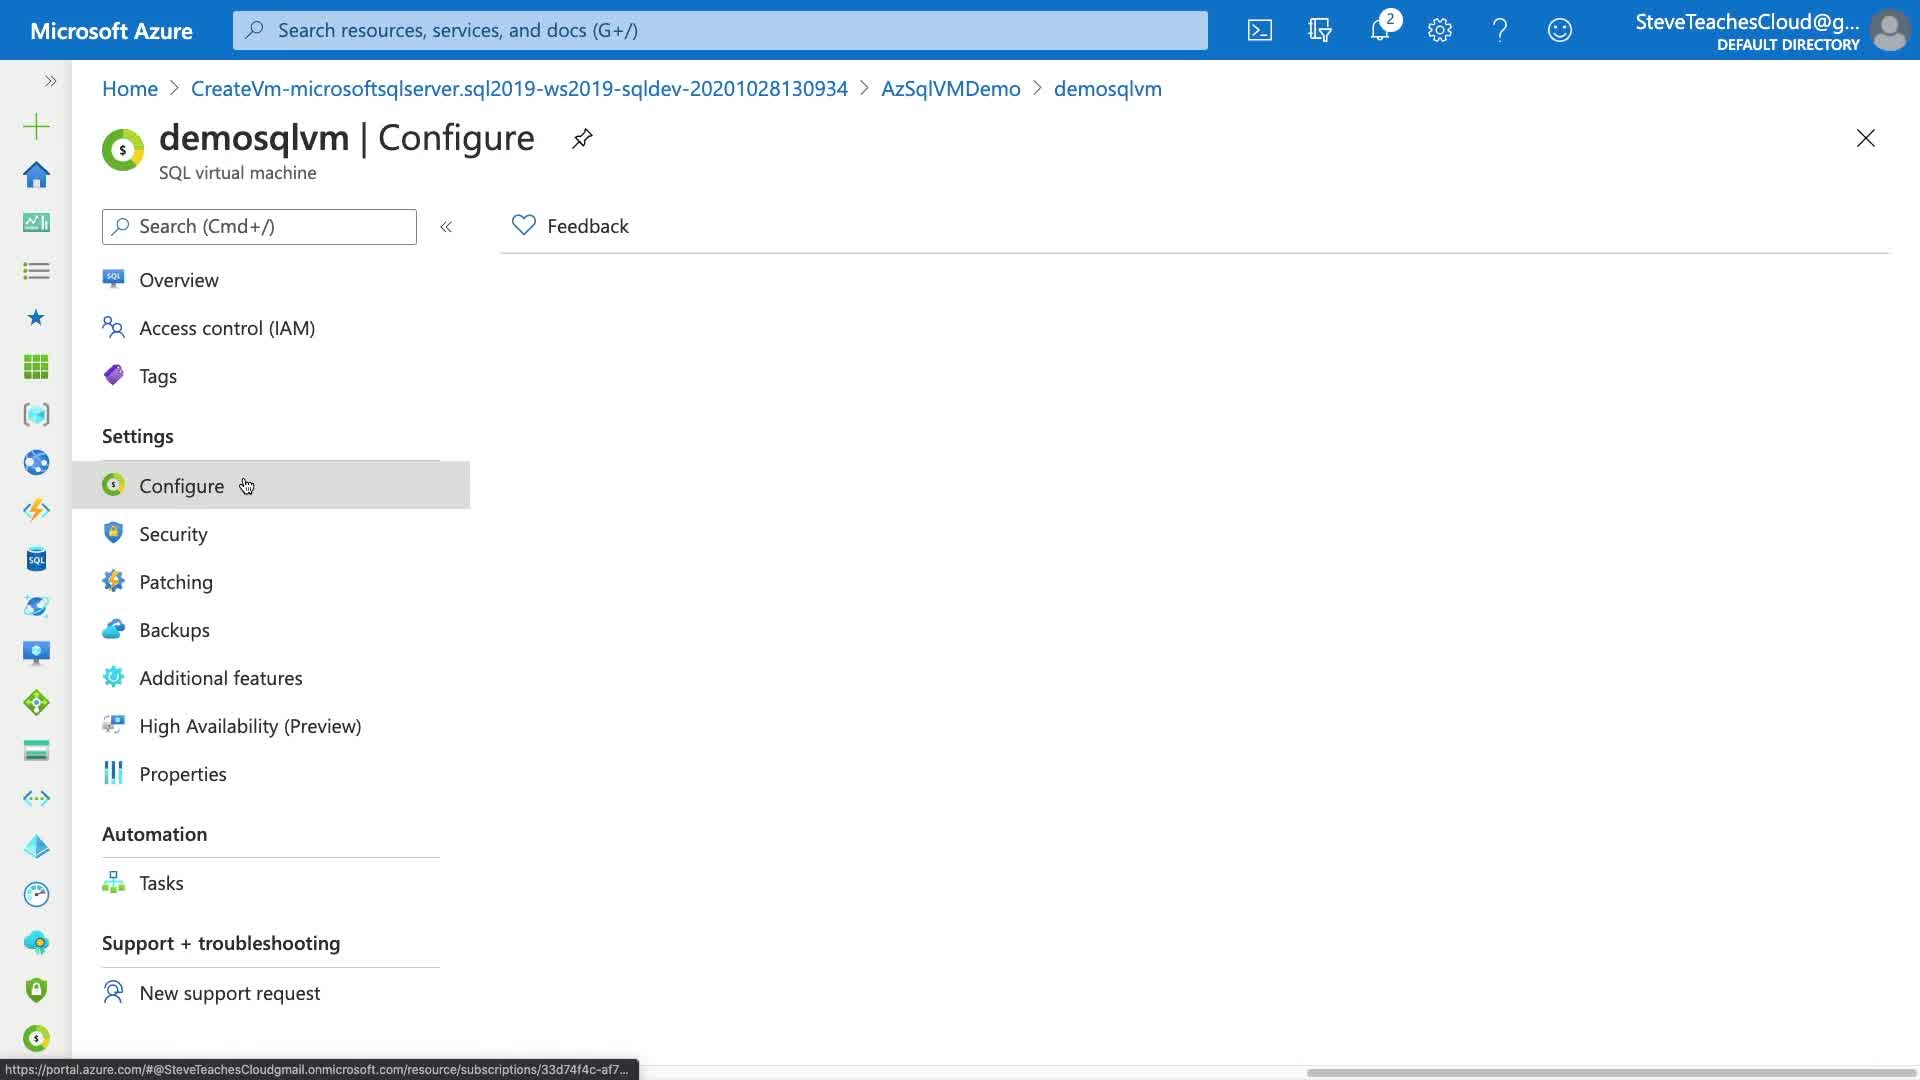 Microsoft Azure
Search resources, services, and docs (G+/)
2
SteveTeachesCloud@g...
DEFAULT DIRECTORY
Home > CreateVm-microsoftsqlserver.sql2019-ws2019-sqldev-20201028130934 > AzSqlVMDemo > demosqlvm
demosqlvm | Configure
SQL virtual machine
Search (Cmd+/)
Feedback
Overview
Access control (IAM)
Tags
Settings
Configure
Security
Patching
Backups
Additional features
High Availability (Preview)
Properties
Automation
Tasks
Support + troubleshooting
New support request
https://portal.azure.com/#@SteveTeachesCloudgmail.onmicrosoft.com/resource/subscriptions/33d74f4c-af7...